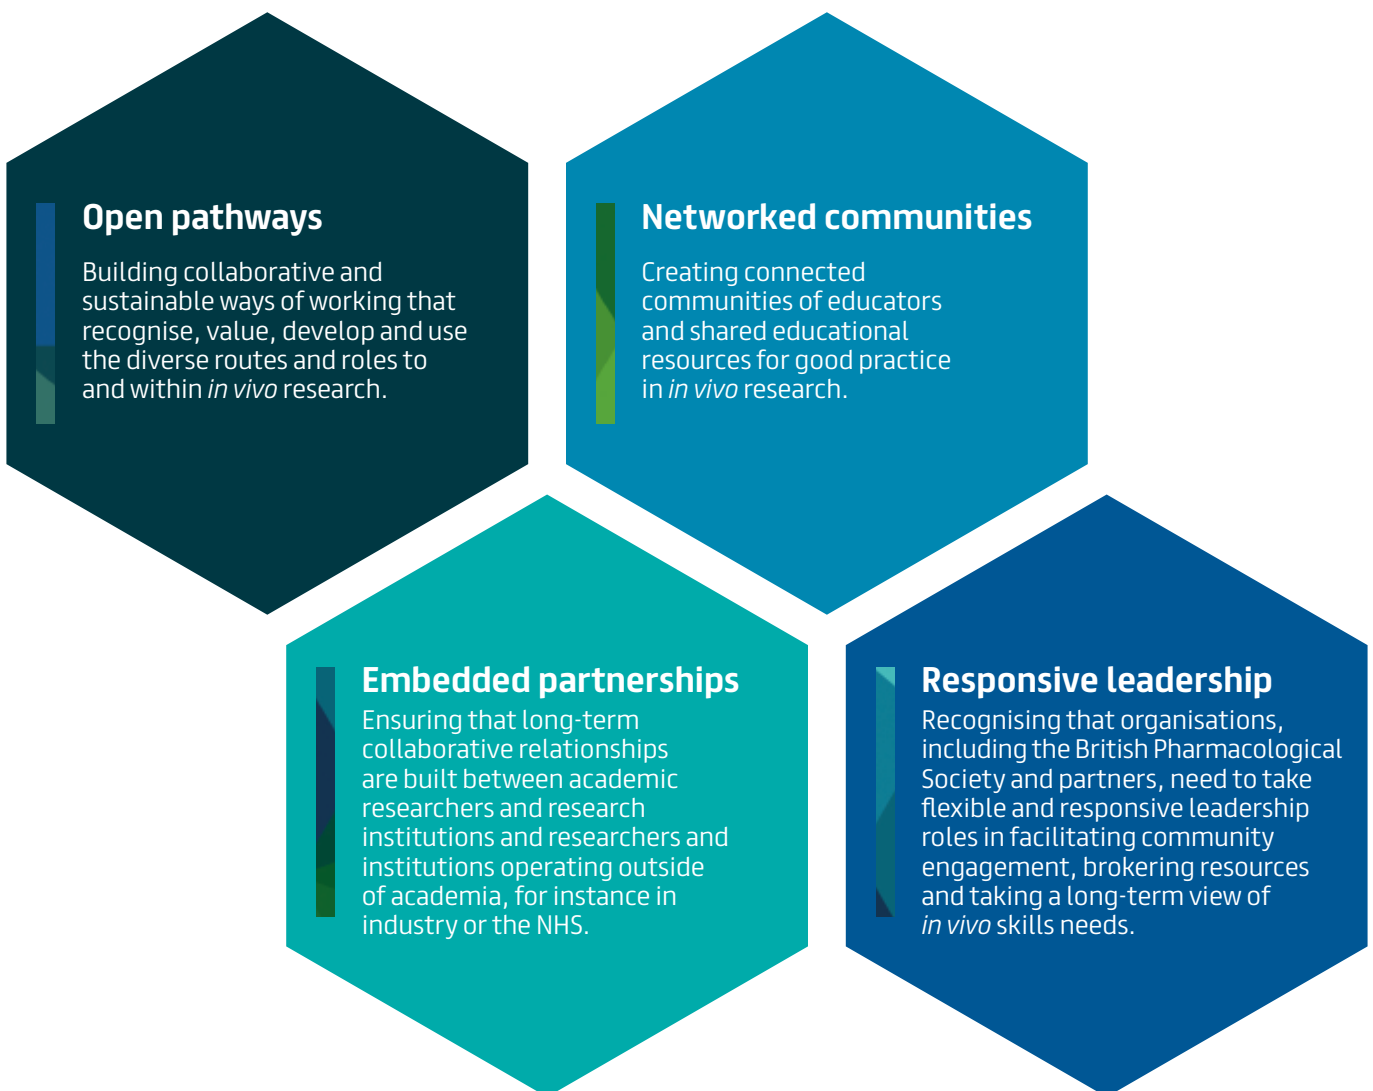 Open pathways
Building collaborative and
sustainable ways of working that
recognise, value, develop and use
the diverse routes and roles to
and within in vivo research.
Networked communities
Creating connected
communities of educators
and shared educational
resources for good practice
in in vivo research.
Embedded partnerships
Ensuring that long-term
collaborative relationships
are built between academic
researchers and research
institutions and researchers and
institutions operating outside
of academia, for instance in
industry or the NHS.
Responsive leadership
Recognising that organisations,
including the British Pharmacological
Society and partners, need to take
flexible and responsive leadership
roles in facilitating community
engagement, brokering resources
and taking a long-term view of
in vivo skills needs.